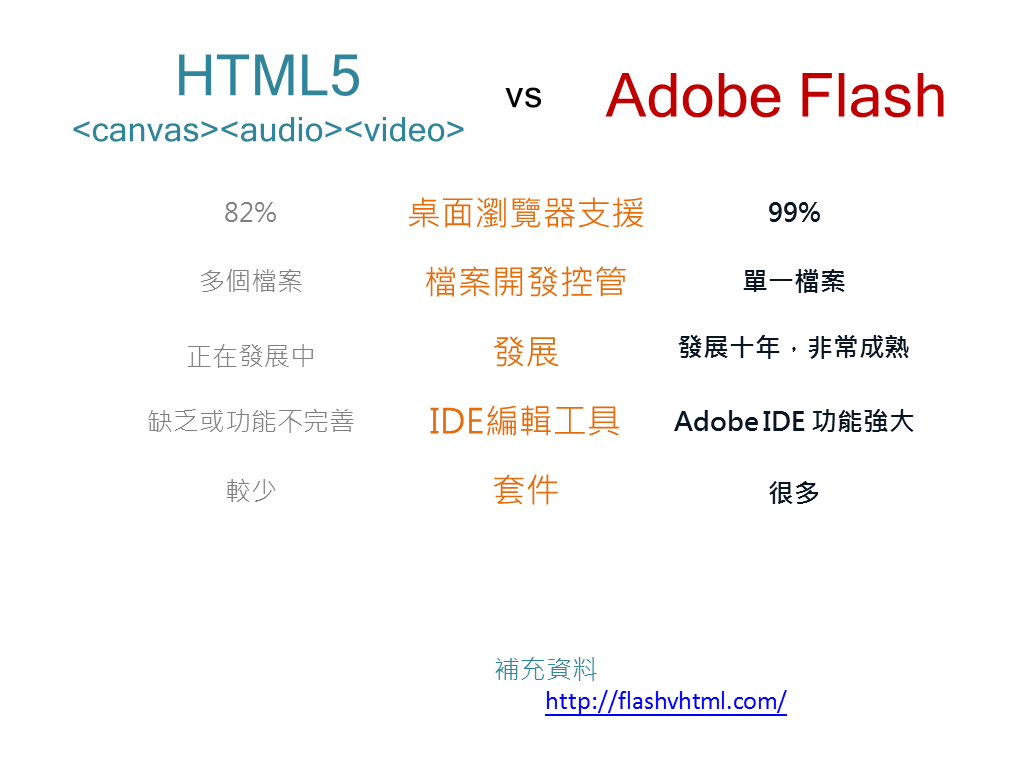 HTML5
<canvas><audio><video>
vs
Adobe Flash
82%
桌面瀏覽器支援
99%
多個檔案
檔案開發控管
單一檔案
正在發展中
發展
發展十年，非常成熟
缺乏或功能不完善
IDE編輯工具
Adobe IDE 功能強大
較少
套件
很多
補充資料
http://flashvhtml.com/